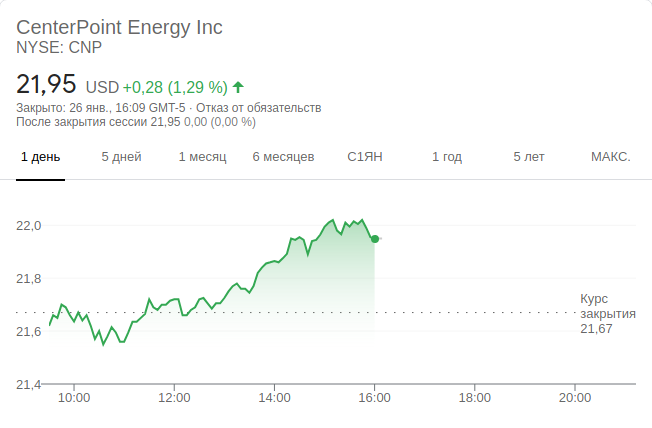 CenterPoint Energy Inc
NYSE: CNP
21,95 USD +0,28 (1,29 %)
Закрыто: 26 янв., 16:09 GMT-5 · Отказ от обязательств
После закрытия сессии 21,95 0,00 (0,00 %)
1 день 5 дней 1 месяц 6 месяцев С1ЯН 1 год 5 лет МАКС.
22,0
21,8
Курс
закрытия
21,67
21,6
21,4
10:00 12:00 14:00 16:00 18:00 20:00